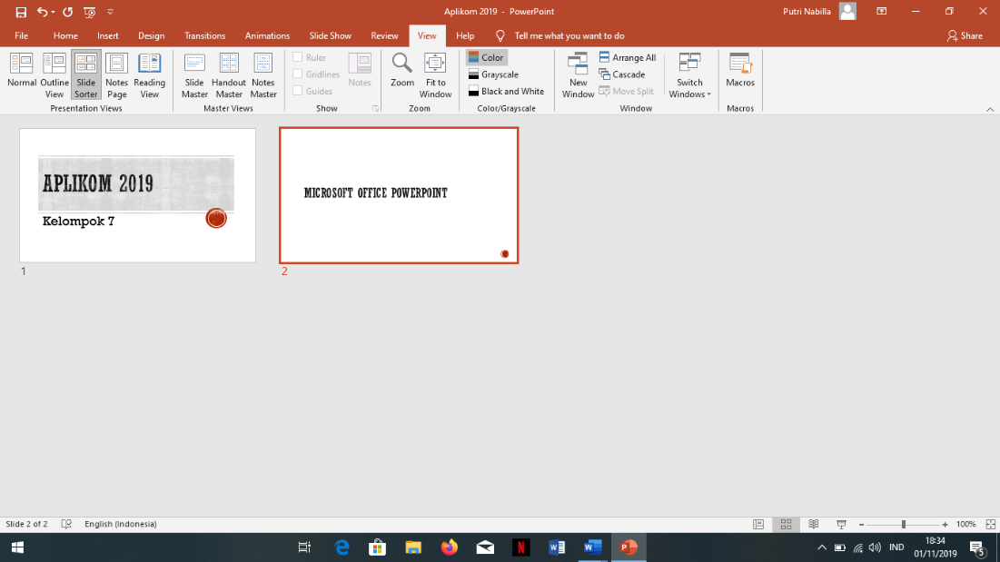 Aplikom 2019 - PowerPoint
Putri Nabilla
File Home Insert Design Transitions Animations Slide Show Review View Help Tell me what you want to do Share
Normal Outline View
Slide Sorter
Notes Page
Reading View
Presentation Views
Slide Master
Handout Master
Notes Master
Master Views
Ruler
Gridlines
Guides
Notes
Show
Zoom
Fit to Window
Zoom
Color
Grayscale
Black and White
Color/Grayscale
New Window
Arrange All
Cascade
Move Split
Switch Windows
Window
Macros
Macros
APLIKOM 2019
Kelompok 7
1
MICROSOFT OFFICE POWERPOINT
2
Slide 2 of 2 English (Indonesia) 100%
IND
18:34
01/11/2019
5